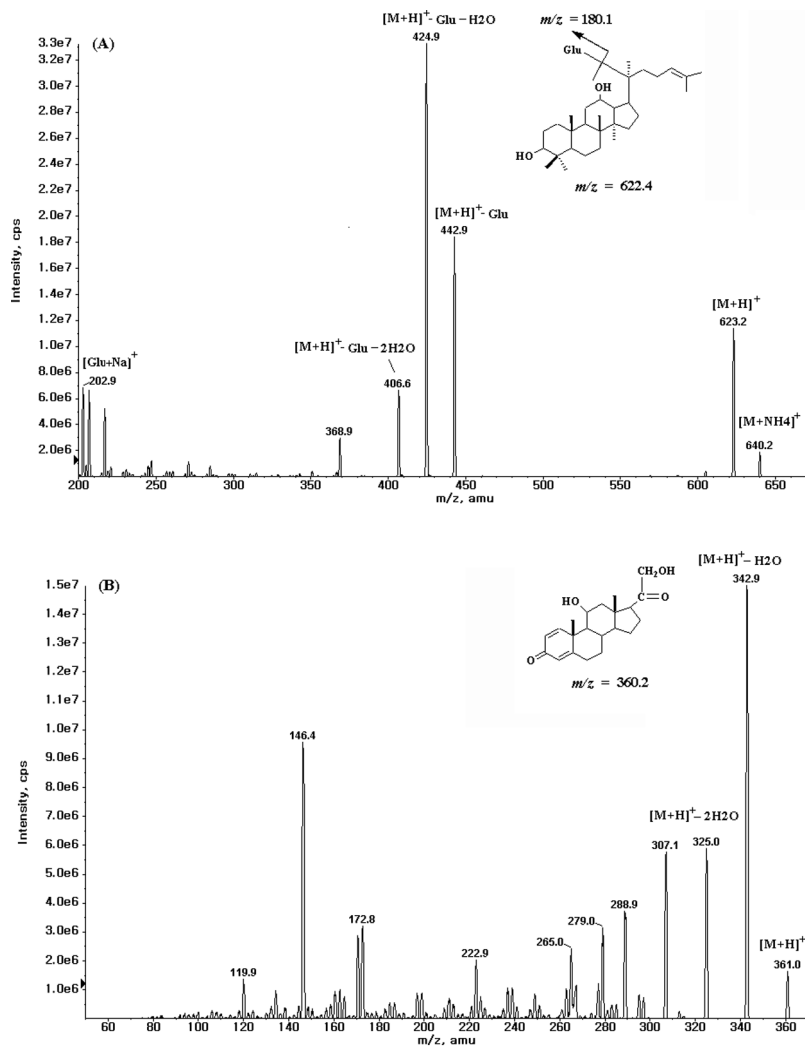 [M+H]+- Glu – H2O
424.9
m/z =180.1
(A)
3.3e7
3.2e7
3.0e7
2.8e7
2.6e7
2.4e7
2.2e7
2.0e7
1.8e7
1.6e7
1.4e7
1.2e7
1.0e7
8.0e6
6.0e6
4.0e6
2.0e6
Intensity, cps
Glu
OH
HO
m/z = 622.4
[M+H]+- Glu
442.9
[M+H]+
623.2
[M+H]+- Glu – 2H2O
406.6
[Glu+Na]+
202.9
368.9
[M+NH4]+
640.2
200 250 300 350 400 450 500 550 600 650
m/z, amu
(B)
[M+H]+– H2O
342.9
1.5e7
1.4e7
1.3e7
1.2e7
1.1e7
1.0e7
9.0e6
8.0e6
7.0e6
6.0e6
5.0e6
4.0e6
3.0e6
2.0e6
1.0e6
Intensity, cps
CH2OH
C=O
HO
O
m/z = 360.2
146.4
[M+H]+– 2H2O
307.1 325.0
288.9
279.0
265.0
172.8
222.9
119.9
[M+H]+
361.0
60 80 100 120 140 160 180 200 220 240 260 280 300 320 340 360
m/z, amu